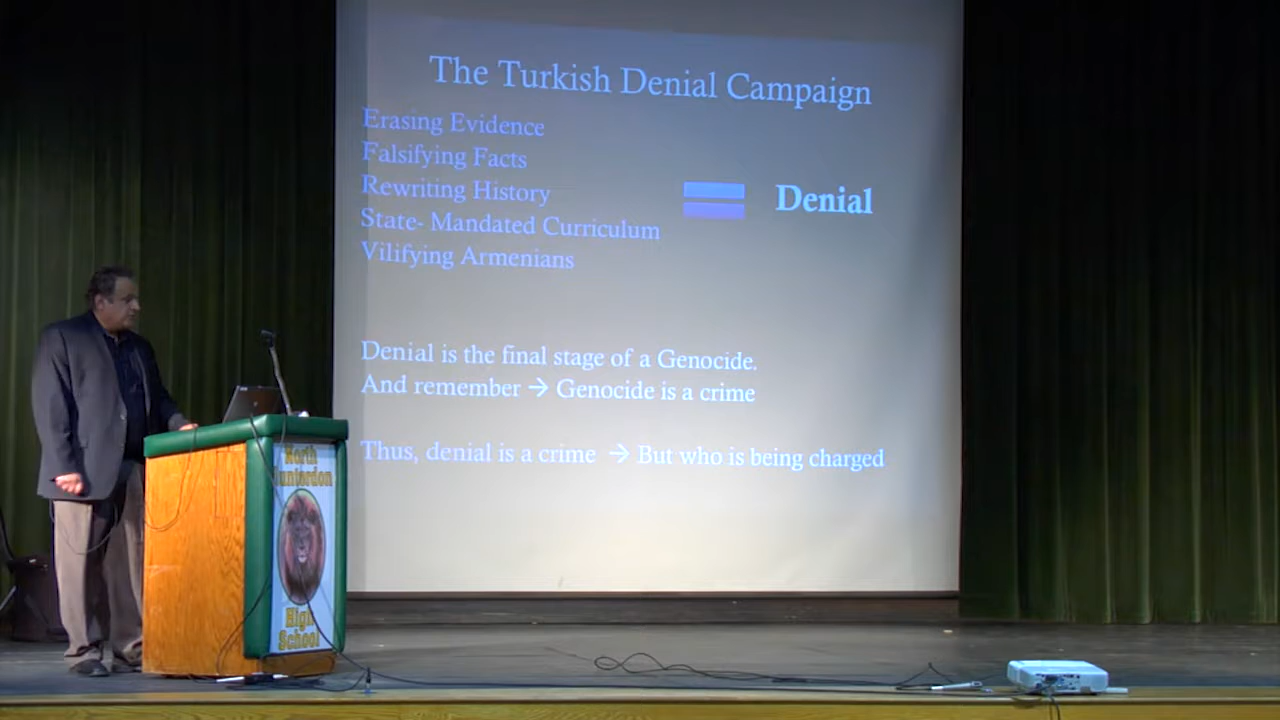 The Turkish Denial Campaign
Erasing Evidence
Falsifying Facts
Rewriting History
State- Mandated Curriculum
Vilifying Armenians
Denial
Denial is the final stage of a Genocide.
And remember → Genocide is a crime
Thus, denial is a crime → But who is being charged
North
Hunterdon
High
School